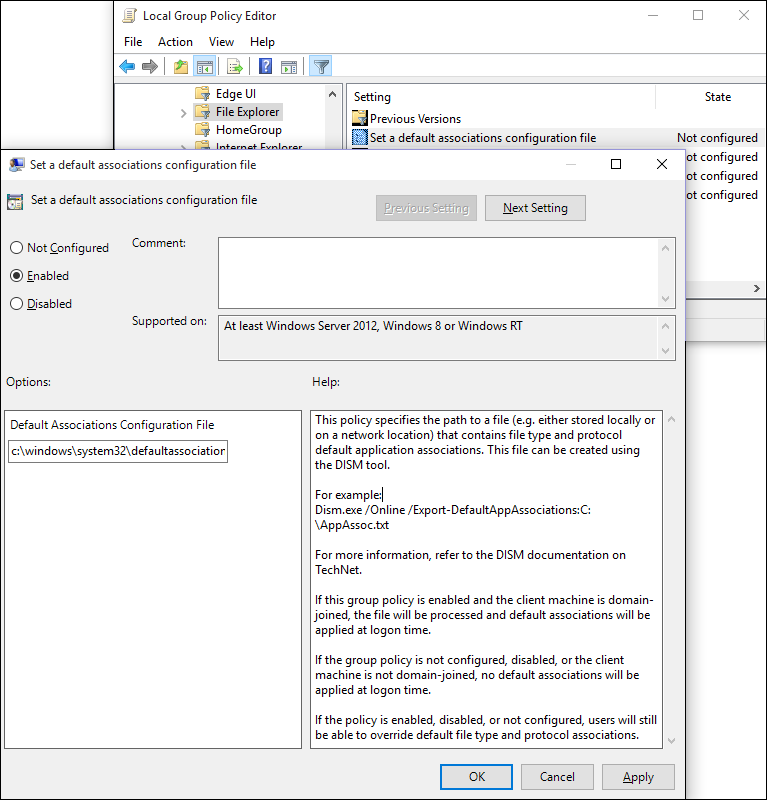 Local Group Policy Editor
File Action View Help
Edge UI
File Explorer
HomeGroup
Internet Explorer
Setting State
Previous Versions
Set a default associations configuration file Not configured
ot configured
ot configured
ot configured
Set a default associations configuration file
Set a default associations configuration file
Previous Setting Next Setting
Not Configured
Enabled
Disabled
Comment:
Supported on:
At least Windows Server 2012, Windows 8 or Windows RT
Options:
Help:
Default Associations Configuration File
c:\windows\system32\defaultassociation
This policy specifies the path to a file (e.g. either stored locally or
on a network location) that contains file type and protocol
default application associations. This file can be created using
the DISM tool.
For example:
Dism.exe /Online /Export-DefaultAppAssociations:C:
\AppAssoc.txt
For more information, refer to the DISM documentation on
TechNet.
If this group policy is enabled and the client machine is domain-
joined, the file will be processed and default associations will be
applied at logon time.
If the group policy is not configured, disabled, or the client
machine is not domain-joined, no default associations will be
applied at logon time.
If the policy is enabled, disabled, or not configured, users will still
be able to override default file type and protocol associations.
OK Cancel Apply